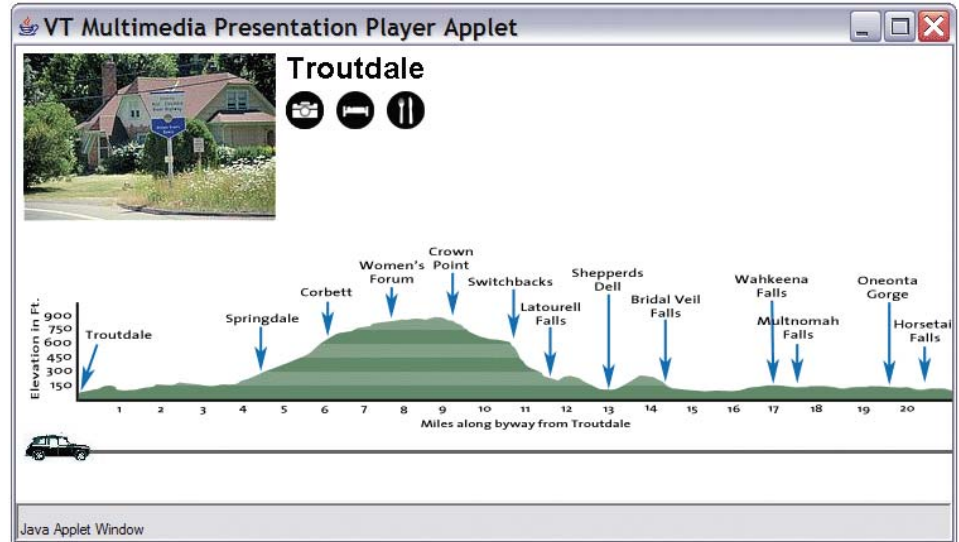 VT Multimedia Presentation Player Applet
Troutdale
Crown
Point
Women's
Forum
Switchbacks
Shepperds
Dell
Wahkeena
Falls
Oneonta
Gorge
Corbett
Latourell
Falls
Bridal Veil
Falls
Springdale
Multnomah
Falls
Horsetai
Falls
Troutdale
Elevation in Ft.
900
750
600
450
300
150
1 2 3 4 5 6 7 8 9 10 11 12 13 14 15 16 17 18 19 20
Miles along byway from Troutdale
Java Applet Window